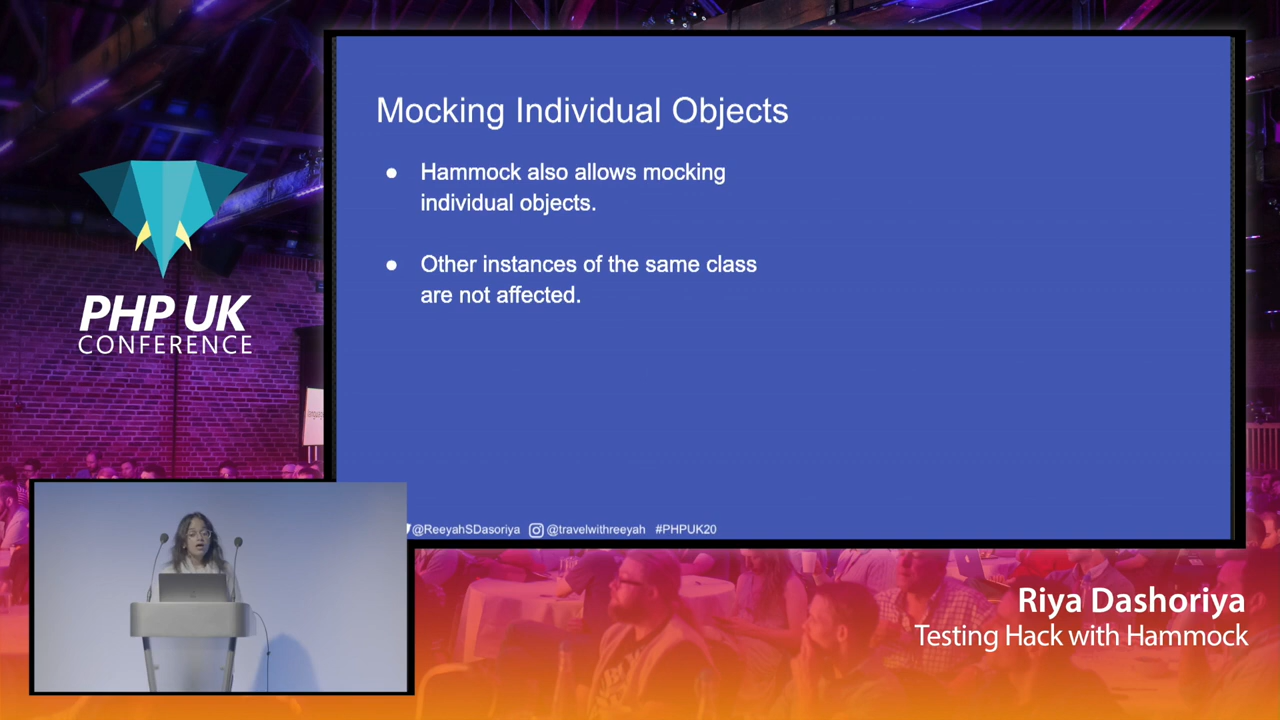 Mocking Individual Objects
● Hammock also allows mocking
individual objects.
● Other instances of the same class
are not affected.
@ReeyahSDasoriya @travelwithreeyah #PHPUK20
PHP UK
CONFERENCE
Riya Dashoriya
Testing Hack with Hammock